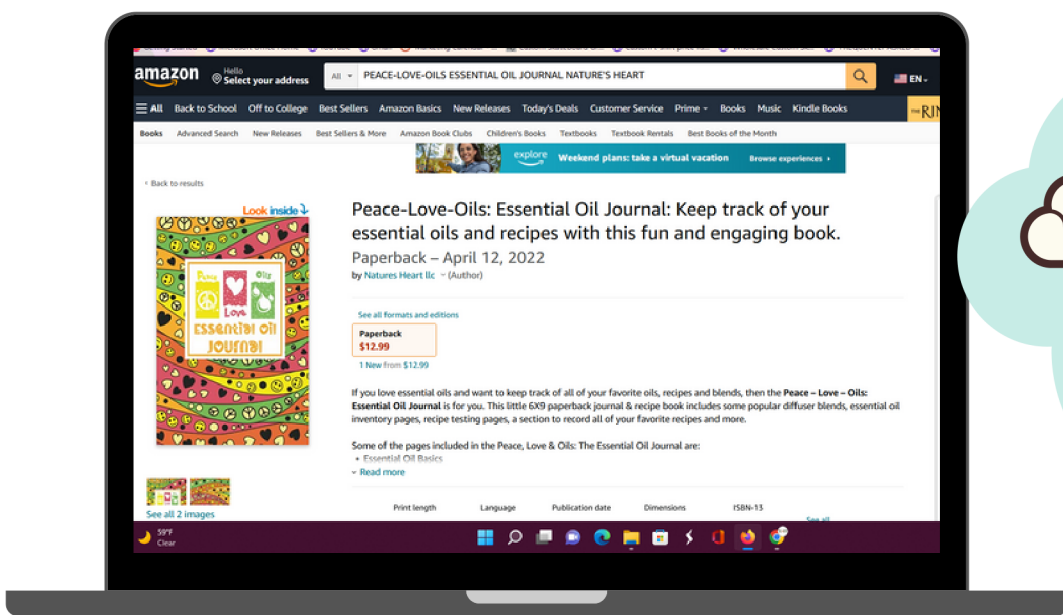 amazon
Hello
Select your address
All
PEACE-LOVE-OILS ESSENTIAL OIL JOURNAL NATURE'S HEART
EN
All Back to School Off to College Best Sellers Amazon Basics New Releases Today's Deals Customer Service Prime Books Music Kindle Books
THE RIN
Books Advanced Search New Releases Best Sellers & More Amazon Book Clubs Children's Books Textbooks Textbook Rentals Best Books of the Month
explore Weekend plans: take a virtual vacation Browse experiences ›
‹ Back to results
Look inside
Peace Oils
Love
Essential Oil
Journal
Peace-Love-Oils: Essential Oil Journal: Keep track of your
essential oils and recipes with this fun and engaging book.
Paperback – April 12, 2022
by Natures Heart llc (Author)
See all formats and editions
Paperback
$12.99
1 New from $12.99
If you love essential oils and want to keep track of all of your favorite oils, recipes and blends, then the Peace – Love – Oils:
Essential Oil Journal is for you. This little 6X9 paperback journal & recipe book includes some popular diffuser blends, essential oil
inventory pages, recipe testing pages, a section to record all of your favorite recipes and more.
Some of the pages included in the Peace, Love & Oils: The Essential Oil Journal are:
• Essential Oil Basics
Read more
See all 2 images
Print length Language Publication date Dimensions ISBN-13
See all
59°F
Clear